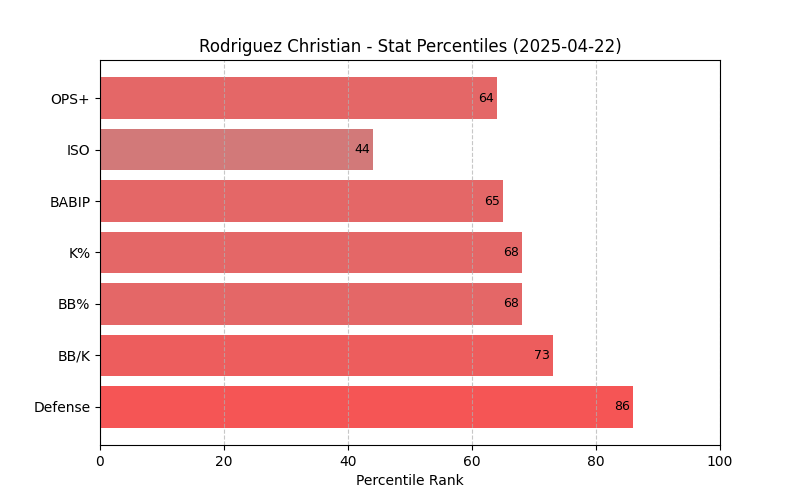 Rodriguez Christian - Stat Percentiles (2025-04-22)
OPS+ 64
ISO 44
BABIP 65
K% 68
BB% 68
BB/K 73
Defense 86
0 20 40 60 80 100
Percentile Rank